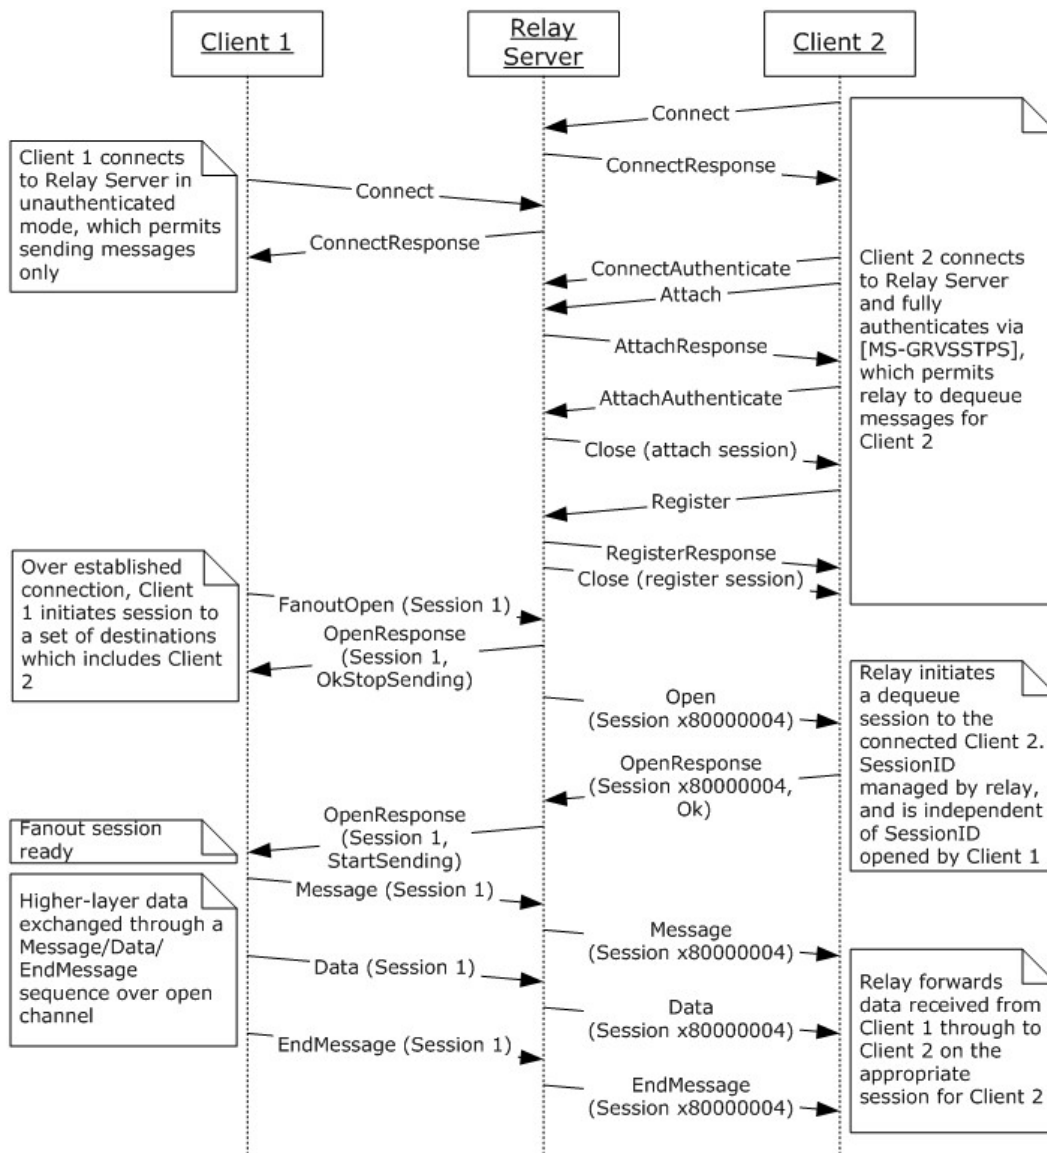 Client 1
Relay
Server
Client 2
Connect
ConnectResponse
Client 1 connects
to Relay Server in
unauthenticated
mode, which permits
sending messages
only
Connect
ConnectResponse
ConnectAuthenticate
Attach
AttachResponse
AttachAuthenticate
Close (attach session)
Register
RegisterResponse
Close (register session)
Client 2 connects
to Relay Server
and fully
authenticates via
[MS-GRVSSTPS],
which permits
relay to dequeue
messages for
Client 2
Over established
connection, Client
1 initiates session to
a set of destinations
which includes Client
2
FanoutOpen (Session 1)
OpenResponse
(Session 1,
OkStopSending)
Open
(Session x80000004)
OpenResponse
(Session x80000004,
Ok)
Relay initiates
a dequeue
session to the
connected Client 2.
SessionID
managed by relay,
and is independent
of SessionID
opened by Client 1
Fanout session
ready
OpenResponse
(Session 1,
StartSending)
Higher-layer data
exchanged through a
Message/Data/
EndMessage
sequence over open
channel
Message (Session 1)
Message
(Session x80000004)
Data (Session 1)
Data
(Session x80000004)
EndMessage (Session 1)
EndMessage
(Session x80000004)
Relay forwards
data received from
Client 1 through to
Client 2 on the
appropriate
session for Client 2